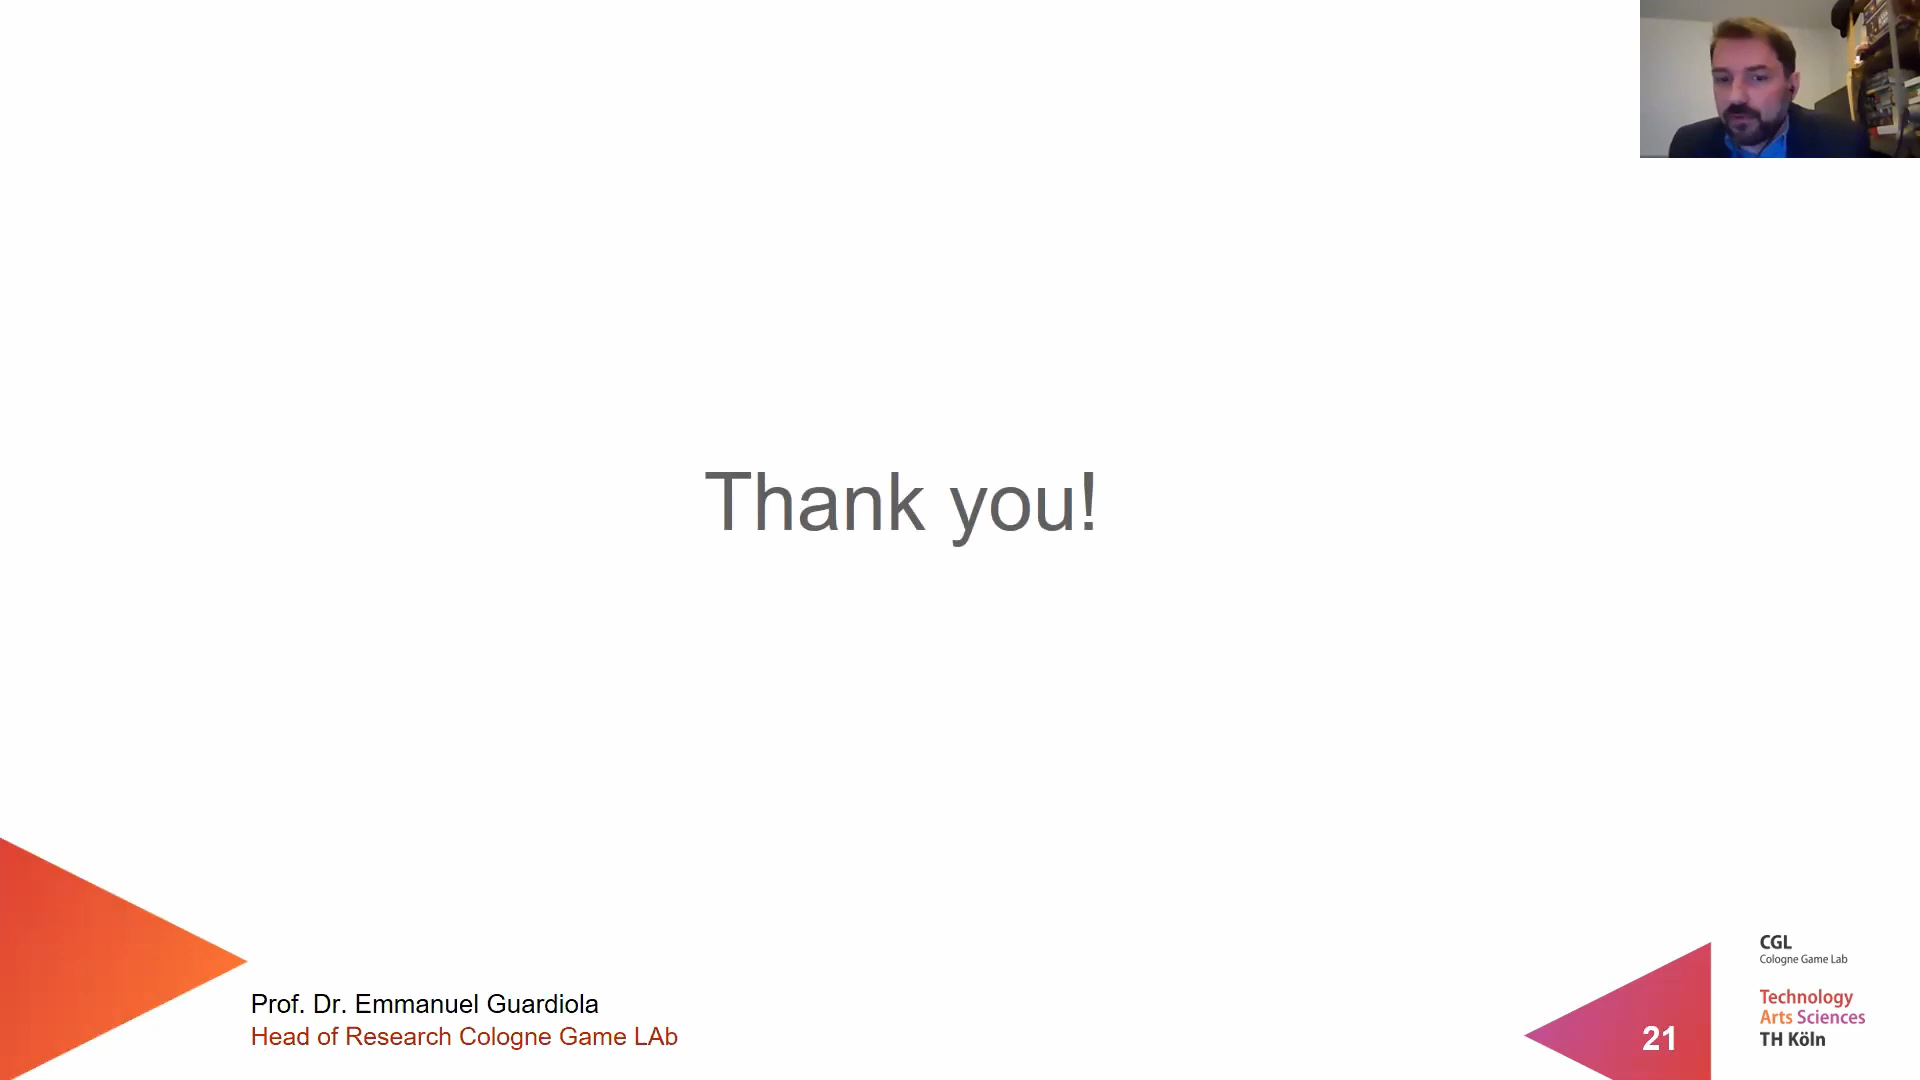 Thank you!
Prof. Dr. Emmanuel Guardiola
Head of Research Cologne Game LAb
21
CGL
Cologne Game Lab
Technology
Arts Sciences
TH Köln